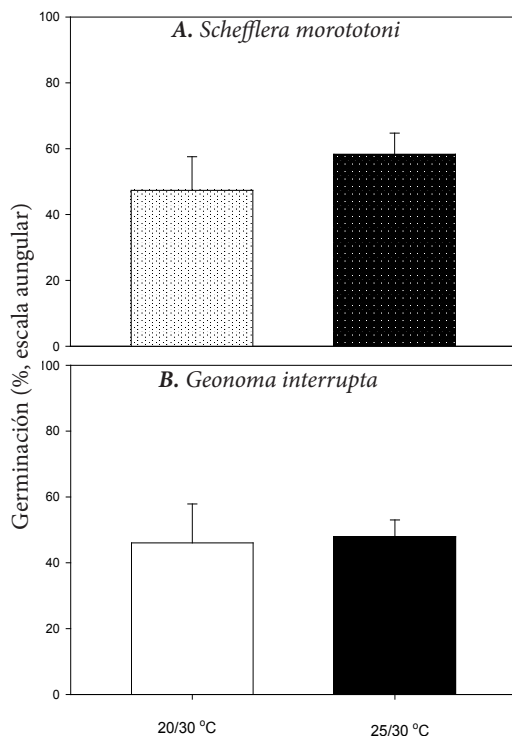 100
A. Schefflera morototoni
80
60
40
20
0
Germinación (%, escala aungular)
100
B. Geonoma interrupta
80
60
40
20
0
20/30 °C
25/30 °C